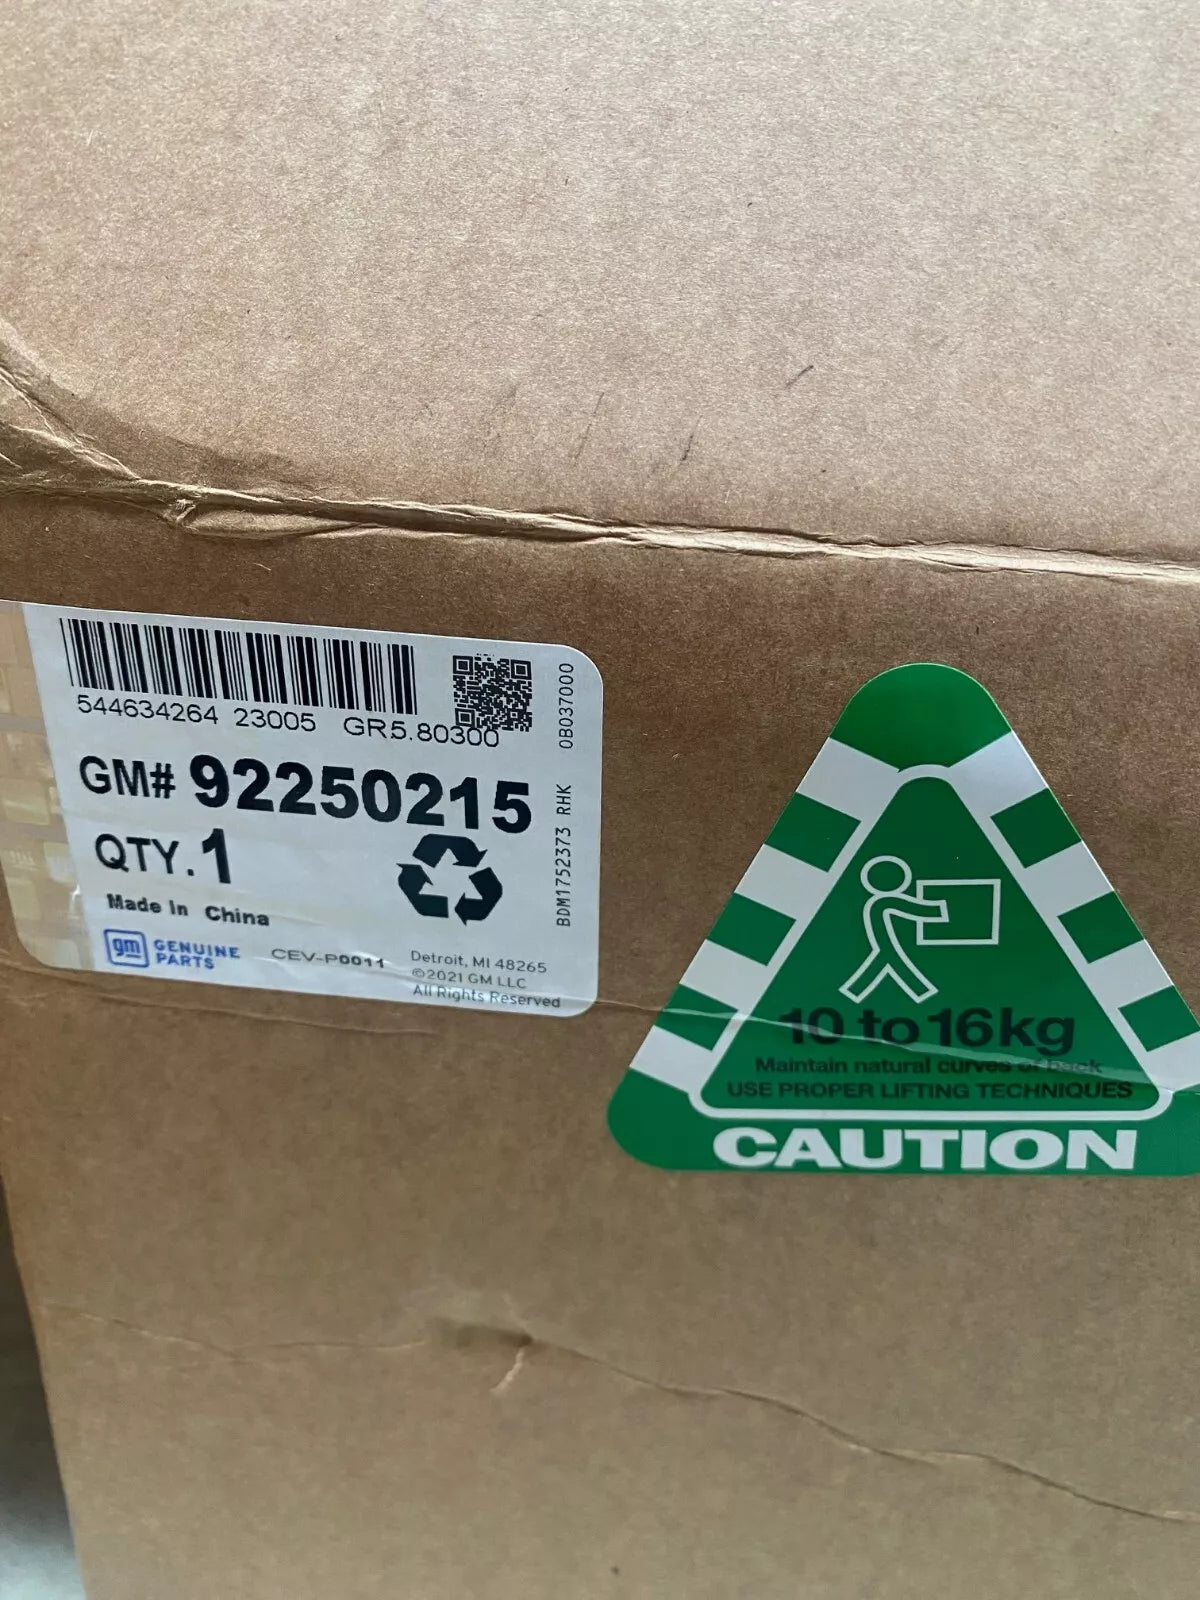 544634264 23005 GR5.80300
GM# 92250215
QTY.1
Made In China
gm GENUINE
PARTS
CEV-P0011
Detroit, MI 48265
©2021 GM LLC
All Rights Reserved
BDM1752373 RHK 0B037000
10 to 16kg
Maintain natural curves of back
USE PROPER LIFTING TECHNIQUES
CAUTION